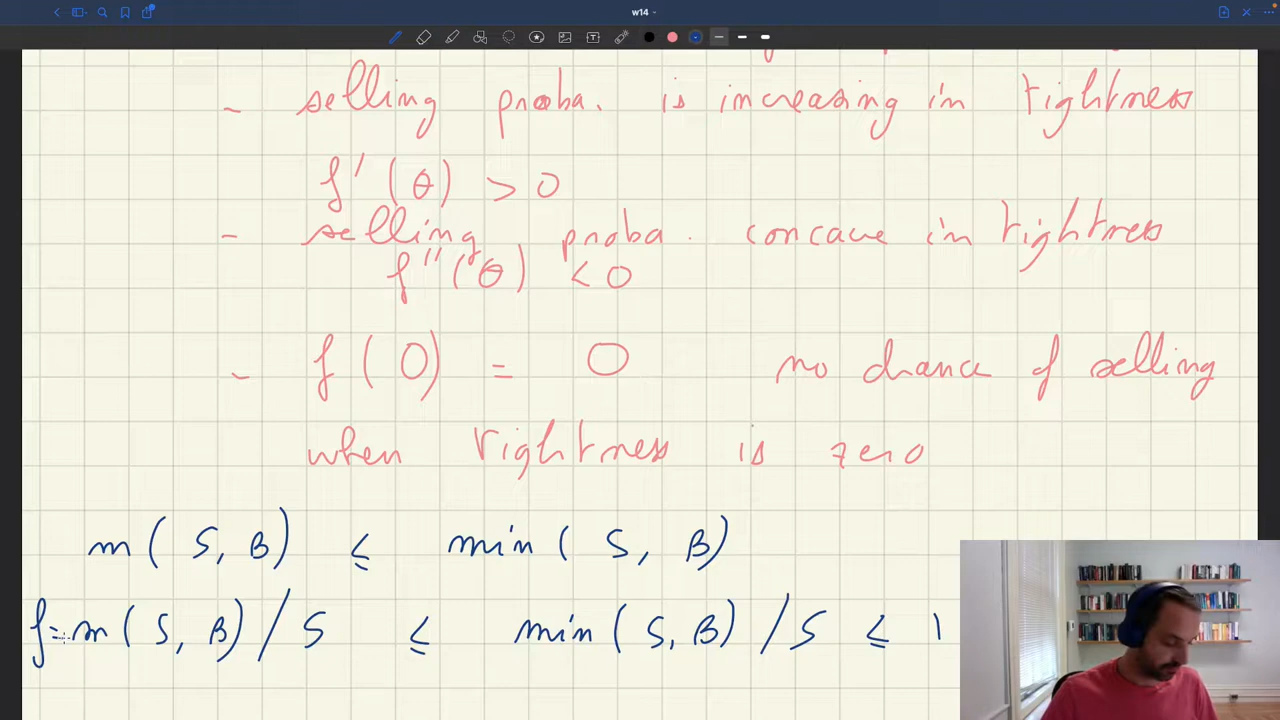 w14
- selling proba. is increasing in tightness
f'(θ) > 0
- selling proba. concave in tightness
f''(θ) < 0
- f(0) = 0 no chance of selling
when tightness is zero
m(S, B) ≤ min(S, B)
f = m(S, B)/S ≤ min(S, B)/S ≤ 1